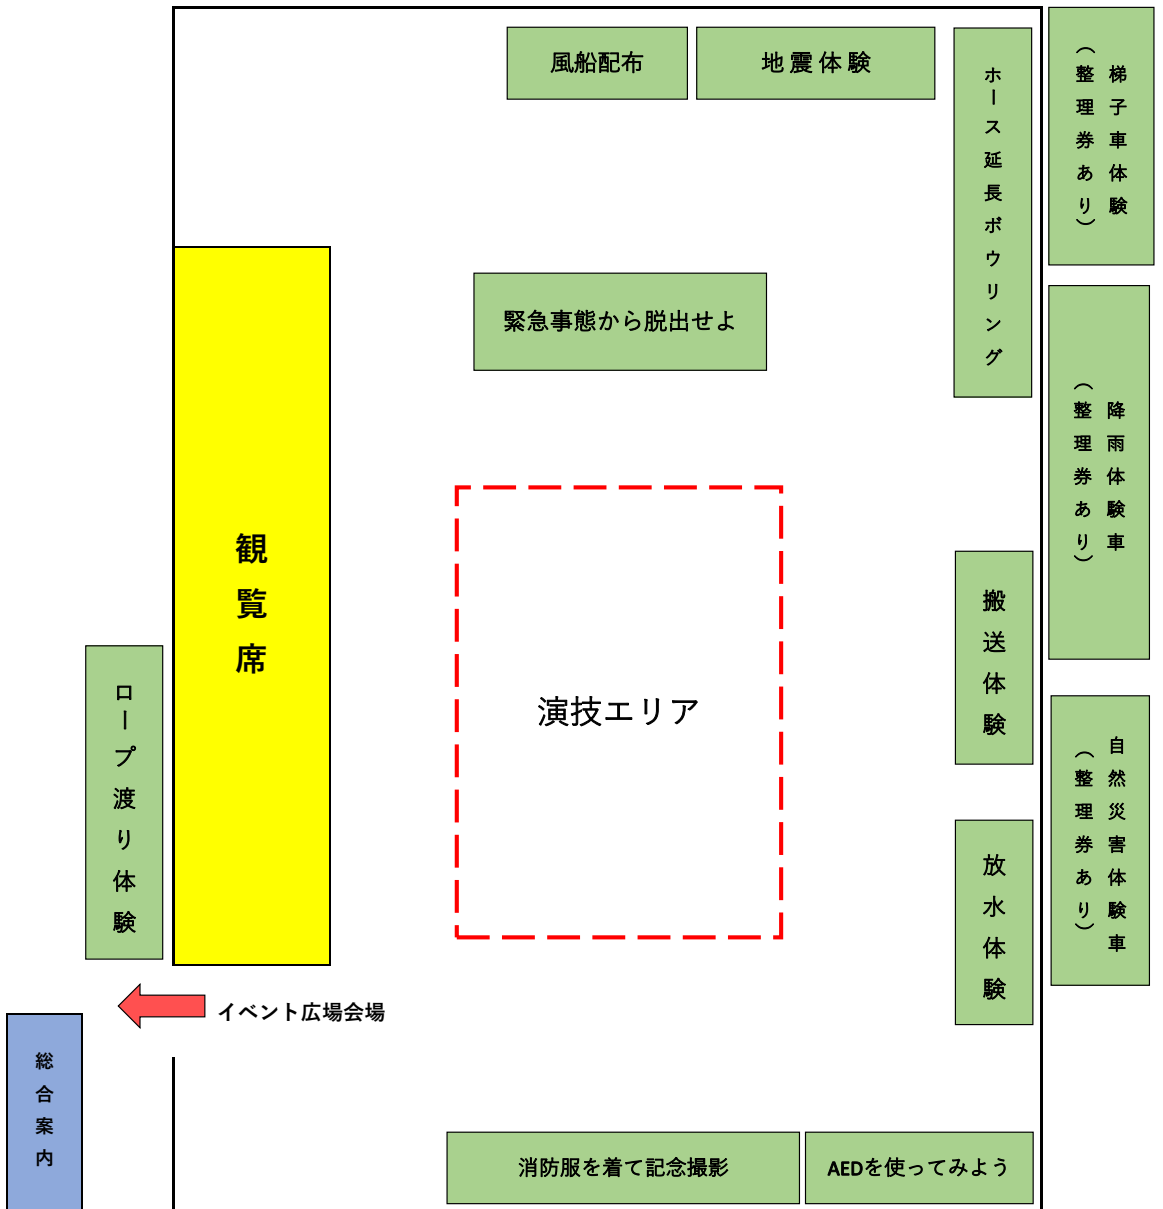 風船配布
地震体験
ホース延長ボウリング
梯子車体験
（整理券あり）
緊急事態から脱出せよ
降雨体験車
（整理券あり）
観覧席
搬送体験
ロープ渡り体験
演技エリア
自然災害体験車
（整理券あり）
放水体験
イベント広場会場
総合案内
消防服を着て記念撮影
AEDを使ってみよう